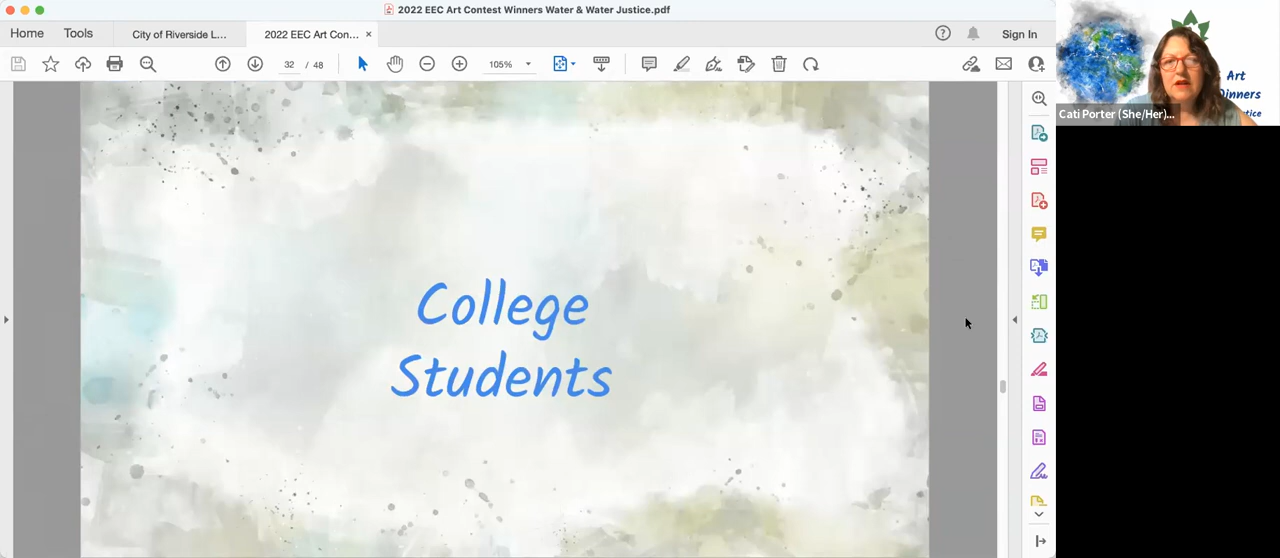 2022 EEC Art Contest Winners Water & Water Justice.pdf
Home
Tools
City of Riverside L...
2022 EEC Art Con...
Sign In
32 / 48
105%
College
Students
Art
Cati Porter (She/Her)...